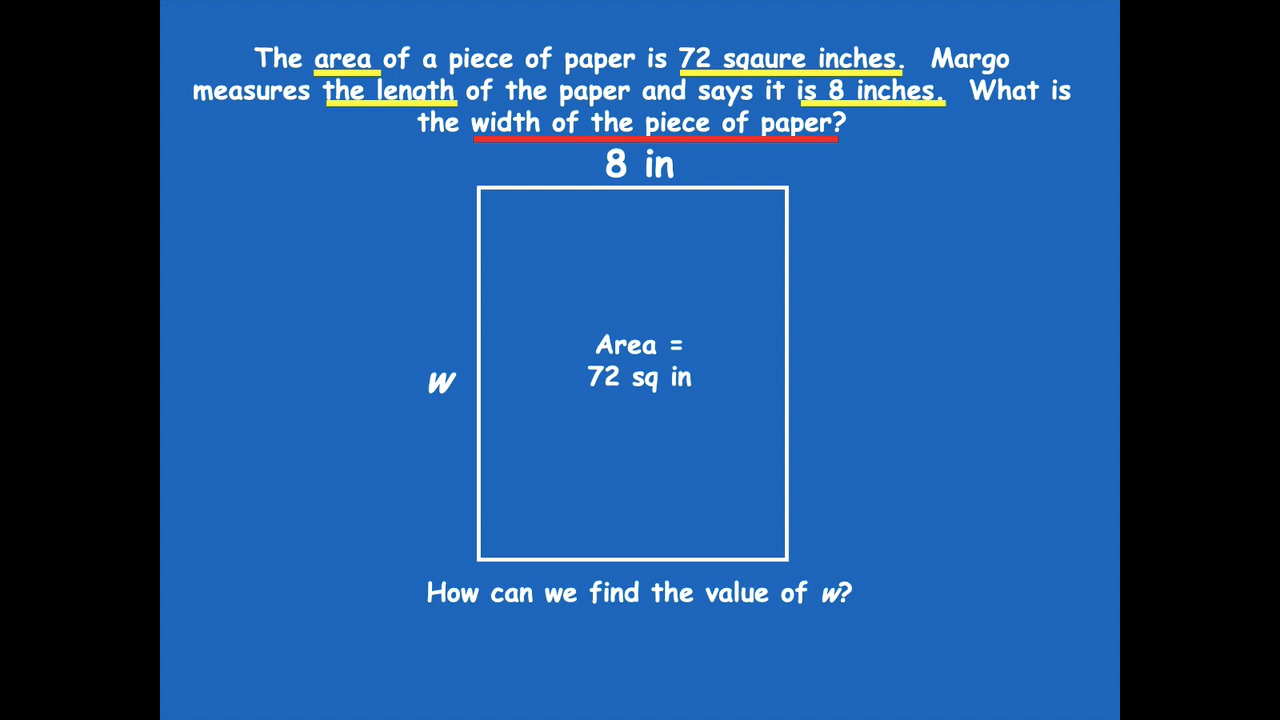 The area of a piece of paper is 72 sqaure inches. Margo
measures the length of the paper and says it is 8 inches. What is
the width of the piece of paper?
8 in
Area =
72 sq in
w
How can we find the value of w?